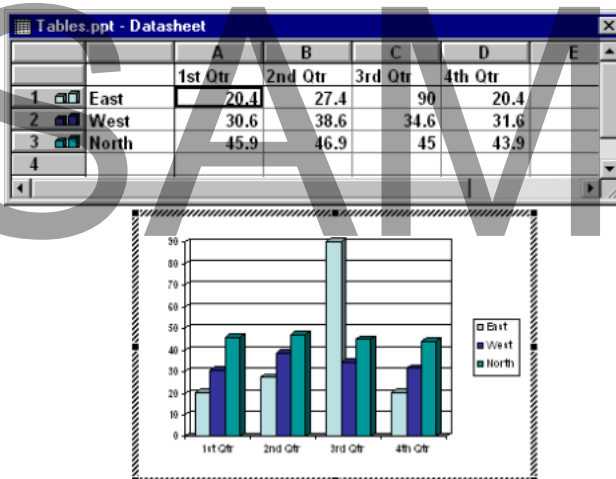 Tables.ppt - Datasheet
A B C D E
1st Qtr 2nd Qtr 3rd Qtr 4th Qtr
1 East 20.4 27.4 90 20.4
2 West 30.6 38.6 34.6 31.6
3 North 45.9 46.9 45 43.9
4
SAM
90
80
70
60
50
40
30
20
10
0
1st Qtr 2nd Qtr 3rd Qtr 4th Qtr
East
West
North